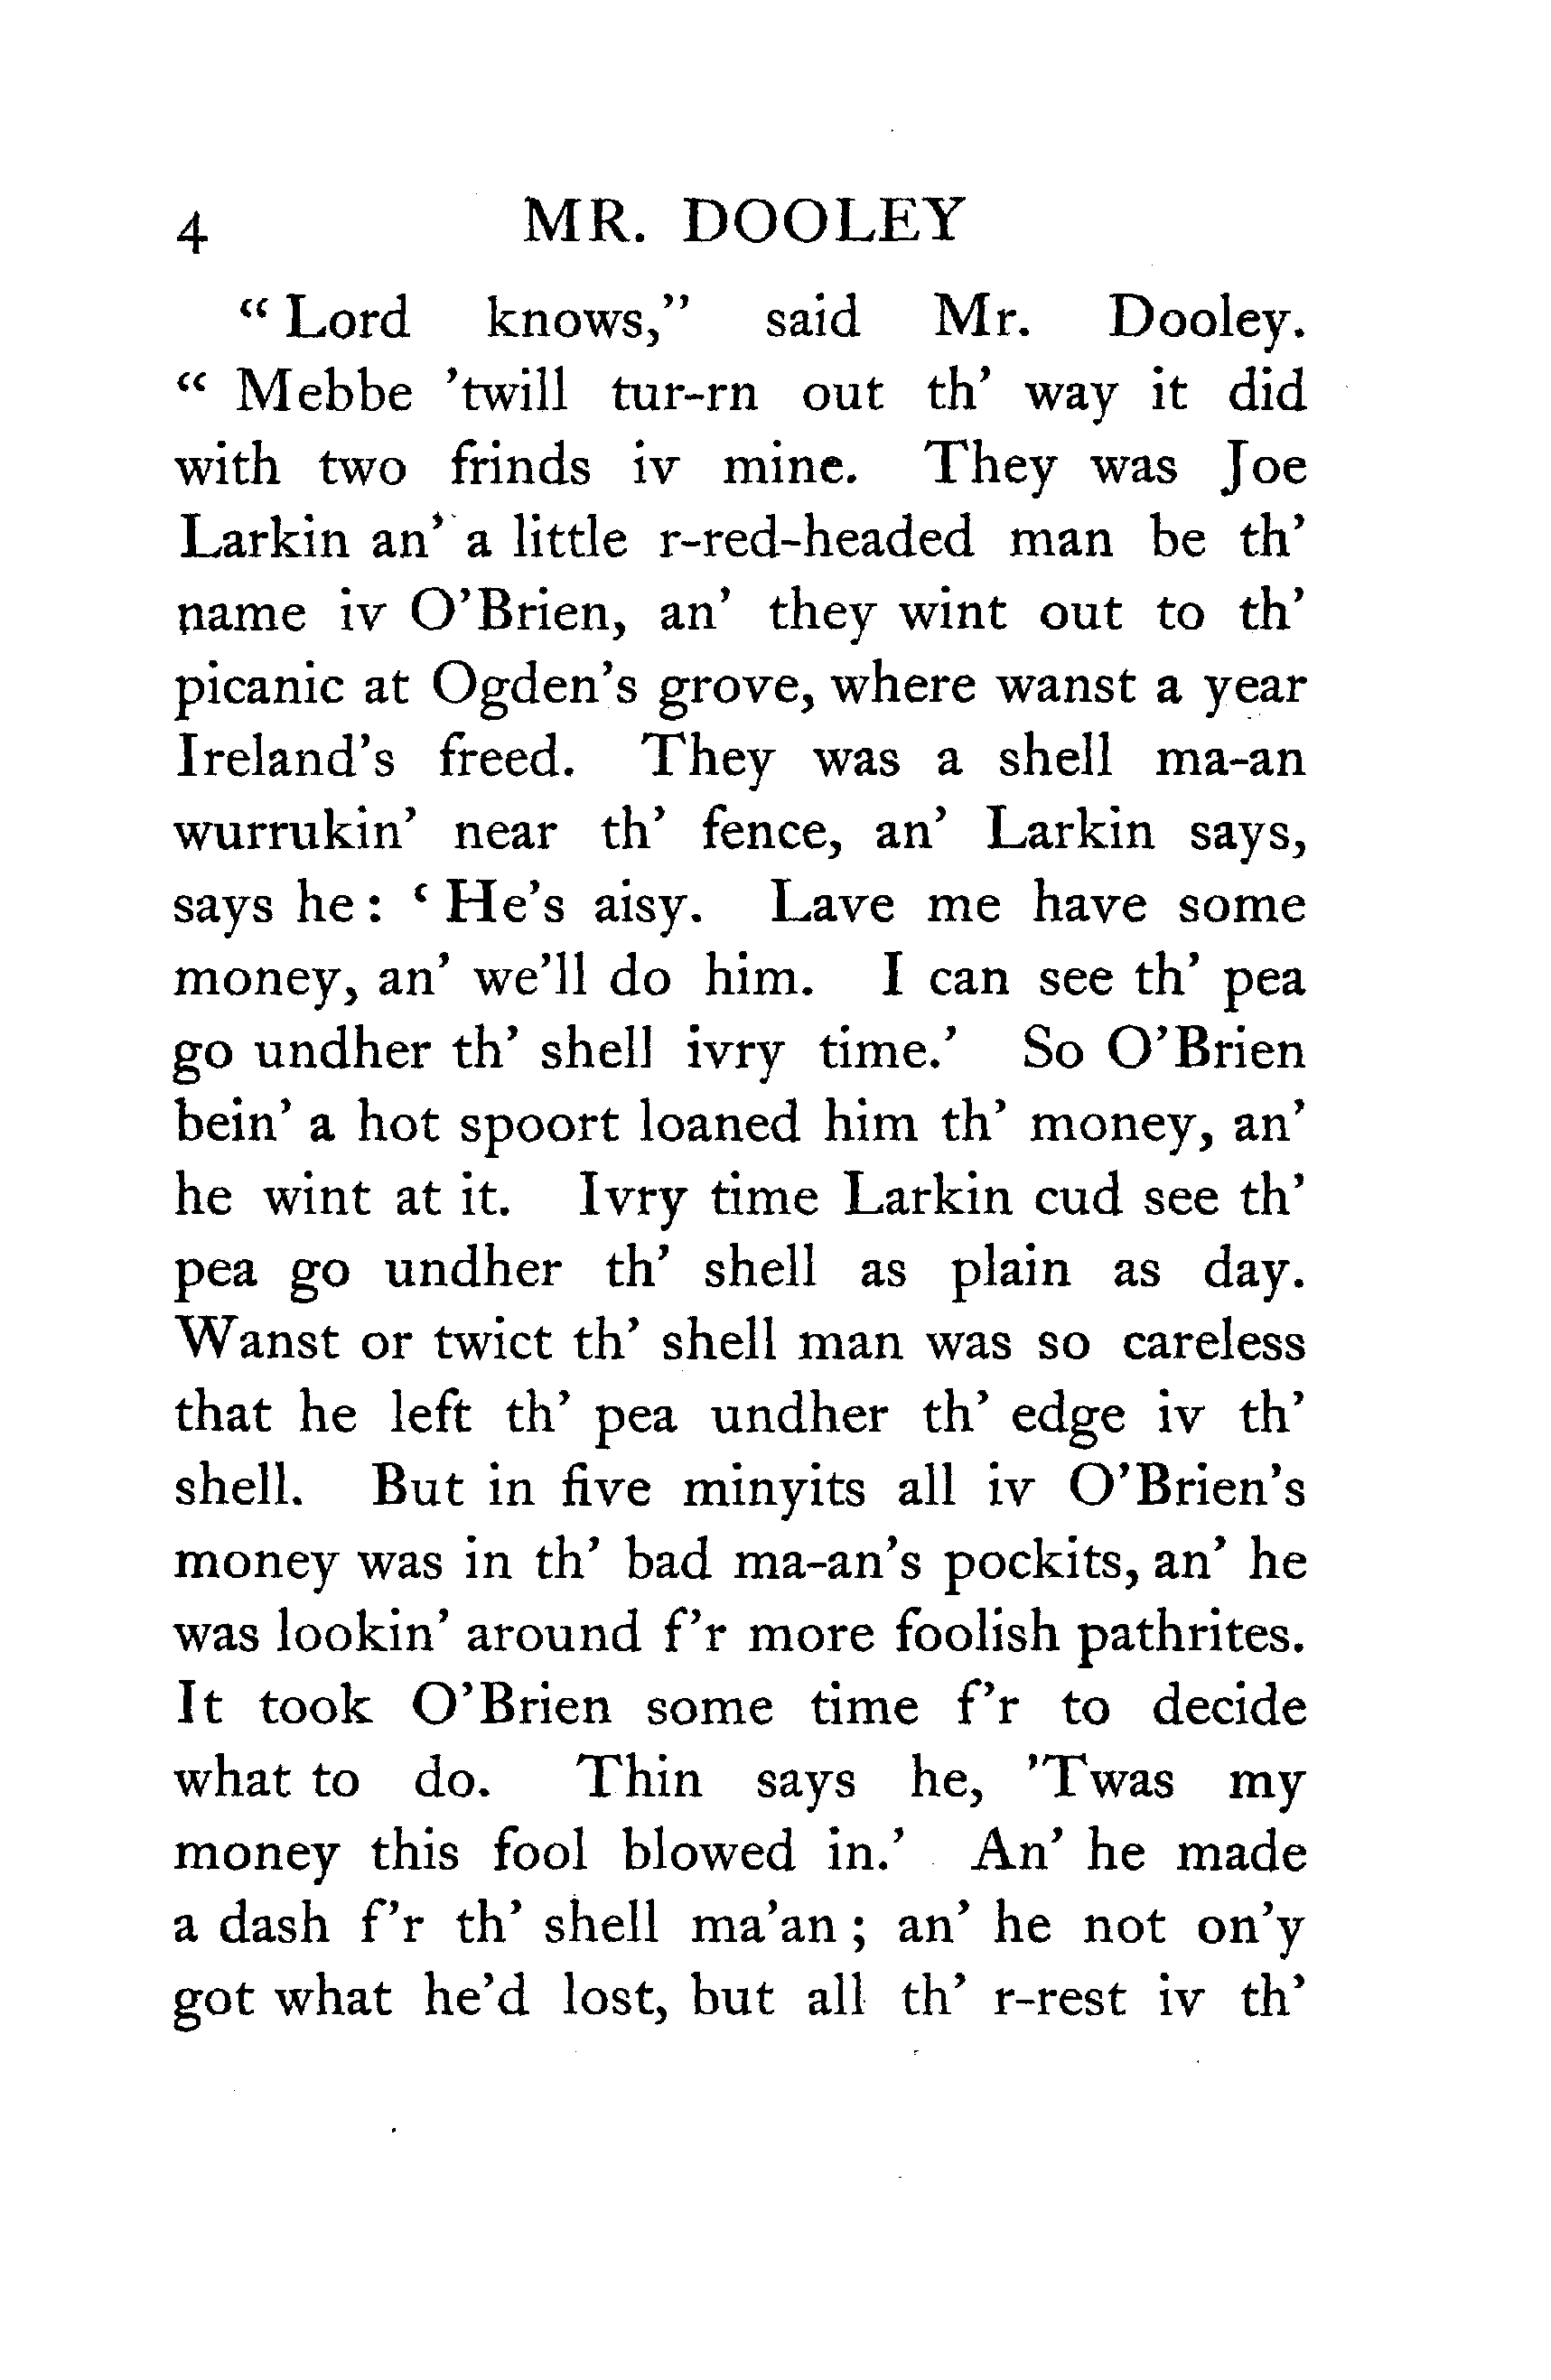 4 MR. DOOLEY
“ Lord knows,” said Mr. Dooley.
“ Mebbe ’twill tur-rn out th’ way it did
with two frinds iv mine. They was Joe
Larkin an’ a little r-red-headed man be th’
name iv O’Brien, an’ they wint out to th’
picanic at Ogden’s grove, where wanst a year
Ireland’s freed. They was a shell ma-an
wurrukin’ near th’ fence, an’ Larkin says,
says he : ‘ He’s aisy. Lave me have some
money, an’ we’ll do him. I can see th’ pea
go undher th’ shell ivry time.’ So O’Brien
bein’ a hot spoort loaned him th’ money, an’
he wint at it. Ivry time Larkin cud see th’
pea go undher th’ shell as plain as day.
Wanst or twict th’ shell man was so careless
that he left th’ pea undher th’ edge iv th’
shell. But in five minyits all iv O’Brien’s
money was in th’ bad ma-an’s pockits, an’ he
was lookin’ around f’r more foolish pathrites.
It took O’Brien some time f’r to decide
what to do. Thin says he, ’Twas my
money this fool blowed in.’ An’ he made
a dash f’r th’ shell ma’an ; an’ he not on’y
got what he’d lost, but all th’ r-rest iv th’